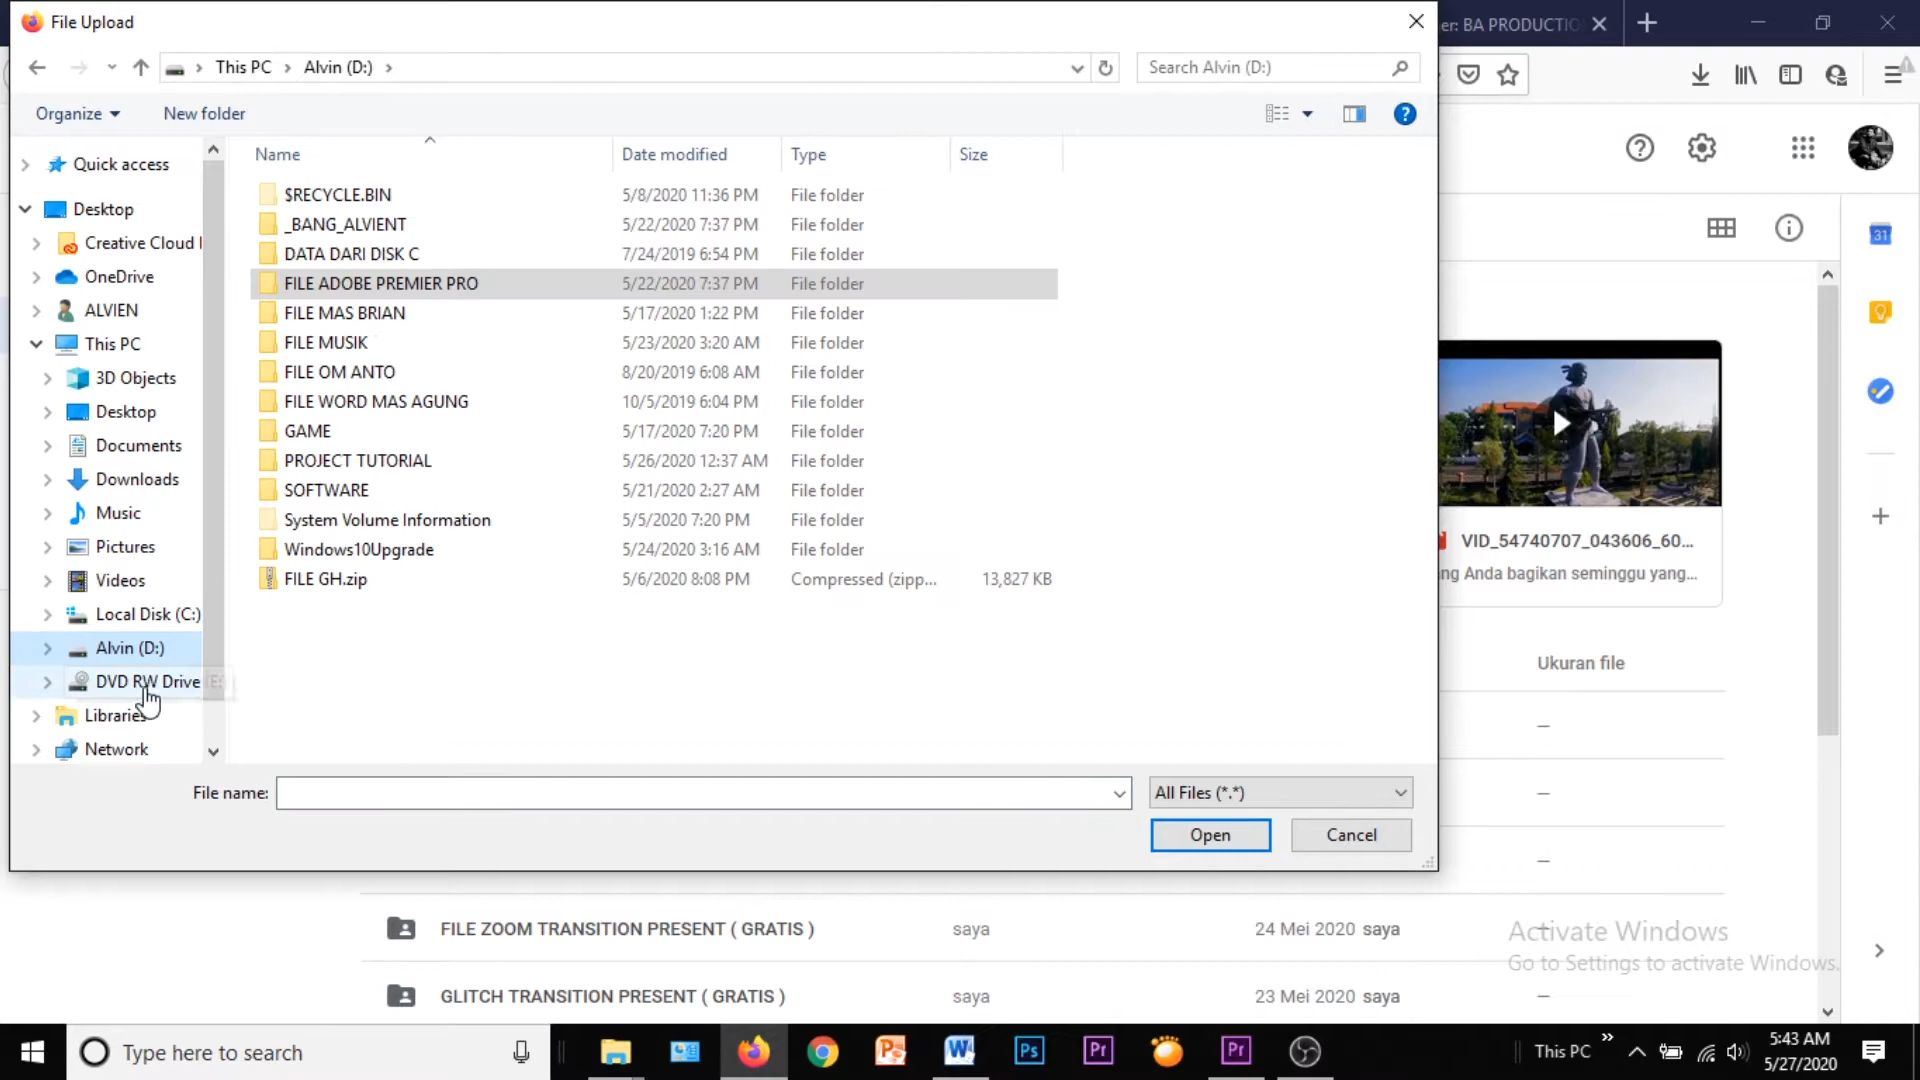 File Upload
er: BA PRODUCTIO
This PC > Alvin (D:) >
Search Alvin (D:)
Organize
New folder
Name
Date modified
Type
Size
Quick access
Desktop
Creative Cloud
OneDrive
ALVIEN
This PC
3D Objects
Desktop
Documents
Downloads
Music
Pictures
Videos
Local Disk (C:)
Alvin (D:)
DVD RW Drive (E:
Libraries
Network
$RECYCLE.BIN 5/8/2020 11:36 PM File folder
_BANG_ALVIENT 5/22/2020 7:37 PM File folder
DATA DARI DISK C 7/24/2019 6:54 PM File folder
FILE ADOBE PREMIER PRO 5/22/2020 7:37 PM File folder
FILE MAS BRIAN 5/17/2020 1:22 PM File folder
FILE MUSIK 5/23/2020 3:20 AM File folder
FILE OM ANTO 8/20/2019 6:08 AM File folder
FILE WORD MAS AGUNG 10/5/2019 6:04 PM File folder
GAME 5/17/2020 7:20 PM File folder
PROJECT TUTORIAL 5/26/2020 12:37 AM File folder
SOFTWARE 5/21/2020 2:27 AM File folder
System Volume Information 5/5/2020 7:20 PM File folder
Windows10Upgrade 5/24/2020 3:16 AM File folder
FILE GH.zip 5/6/2020 8:08 PM Compressed (zipp... 13,827 KB
File name:
All Files (*.*)
Open
Cancel
31
VID_54740707_043606_60...
ng Anda bagikan seminggu yang...
Ukuran file
—
—
—
FILE ZOOM TRANSITION PRESENT ( GRATIS ) saya 24 Mei 2020 saya —
GLITCH TRANSITION PRESENT ( GRATIS ) saya 23 Mei 2020 saya —
Activate Windows
Go to Settings to activate Windows.
Type here to search
Ps
Pr
Pr
This PC
5:43 AM
5/27/2020